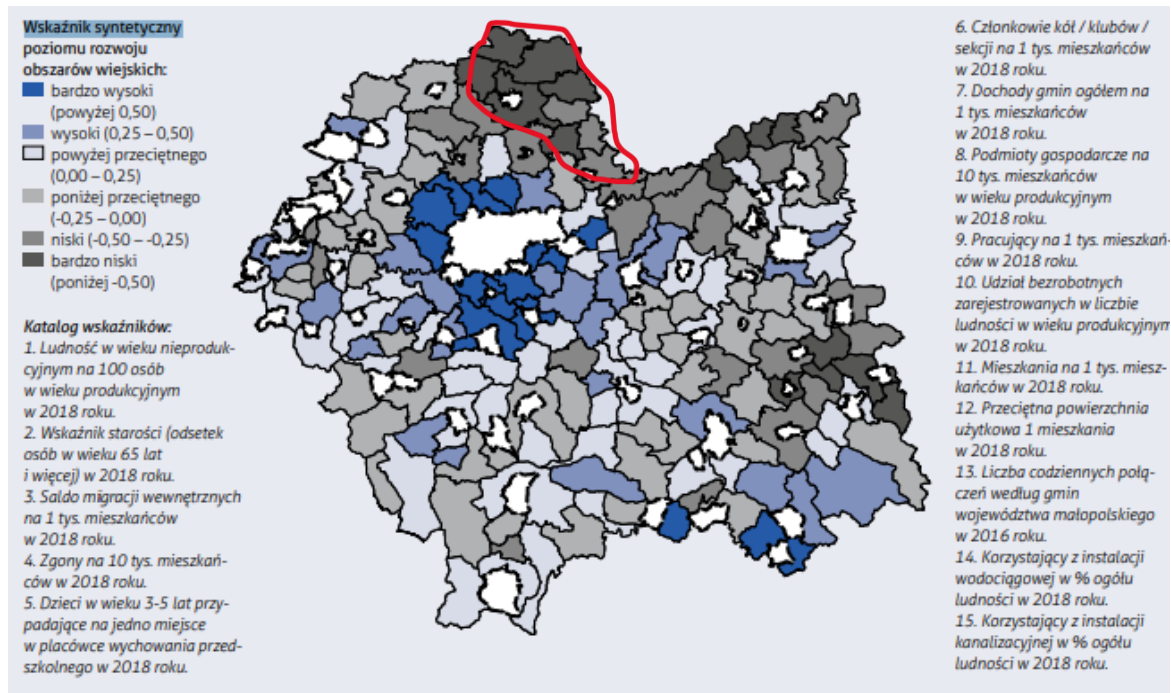 Wskaźnik syntetyczny
poziomu rozwoju
obszarów wiejskich:
bardzo wysoki
(powyżej 0,50)
wysoki (0,25 – 0,50)
powyżej przeciętnego
(0,00 – 0,25)
poniżej przeciętnego
(-0,25 – 0,00)
niski (-0,50 – -0,25)
bardzo niski
(poniżej -0,50)
Katalog wskaźników:
1. Ludność w wieku nieproduk-
cyjnym na 100 osób
w wieku produkcyjnym
w 2018 roku.
2. Wskaźnik starości (odsetek
osób w wieku 65 lat
i więcej) w 2018 roku.
3. Saldo migracji wewnętrznych
na 1 tys. mieszkańców
w 2018 roku.
4. Zgony na 10 tys. mieszkań-
ców w 2018 roku.
5. Dzieci w wieku 3-5 lat przy-
padające na jedno miejsce
w placówce wychowania przed-
szkolnego w 2018 roku.
6. Członkowie kół / klubów /
sekcji na 1 tys. mieszkańców
w 2018 roku.
7. Dochody gmin ogółem na
1 tys. mieszkańców
w 2018 roku.
8. Podmioty gospodarcze na
10 tys. mieszkańców
w wieku produkcyjnym
w 2018 roku.
9. Pracujący na 1 tys. mieszkań-
ców w 2018 roku.
10. Udział bezrobotnych
zarejestrowanych w liczbie
ludności w wieku produkcyjnym
w 2018 roku.
11. Mieszkania na 1 tys. miesz-
kańców w 2018 roku.
12. Przeciętna powierzchnia
użytkowa 1 mieszkania
w 2018 roku.
13. Liczba codziennych połą-
czeń według gmin
województwa małopolskiego
w 2016 roku.
14. Korzystający z instalacji
wodociągowej w % ogółu
ludności w 2018 roku.
15. Korzystający z instalacji
kanalizacyjnej w % ogółu
ludności w 2018 roku.